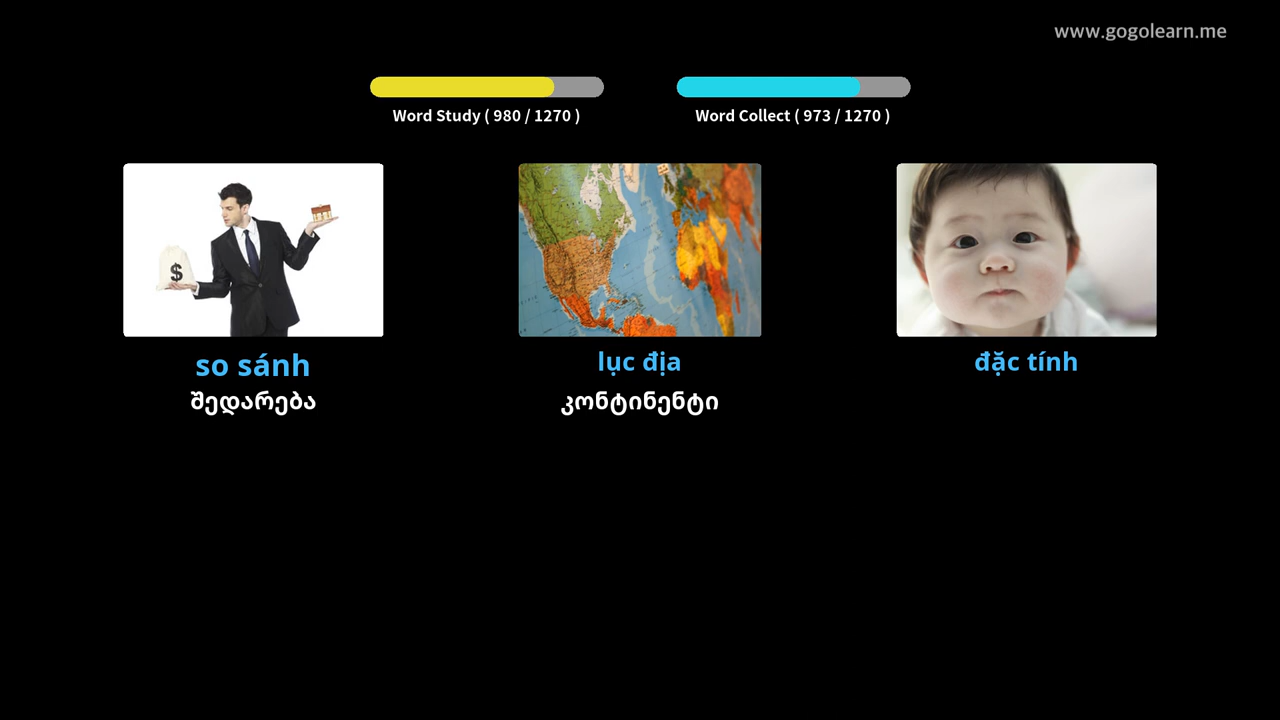 www.gogolearn.me
Word Study ( 980 / 1270 )
Word Collect ( 973 / 1270 )
$
so sánh
შედარება
lục địa
კონტინენტი
đặc tính